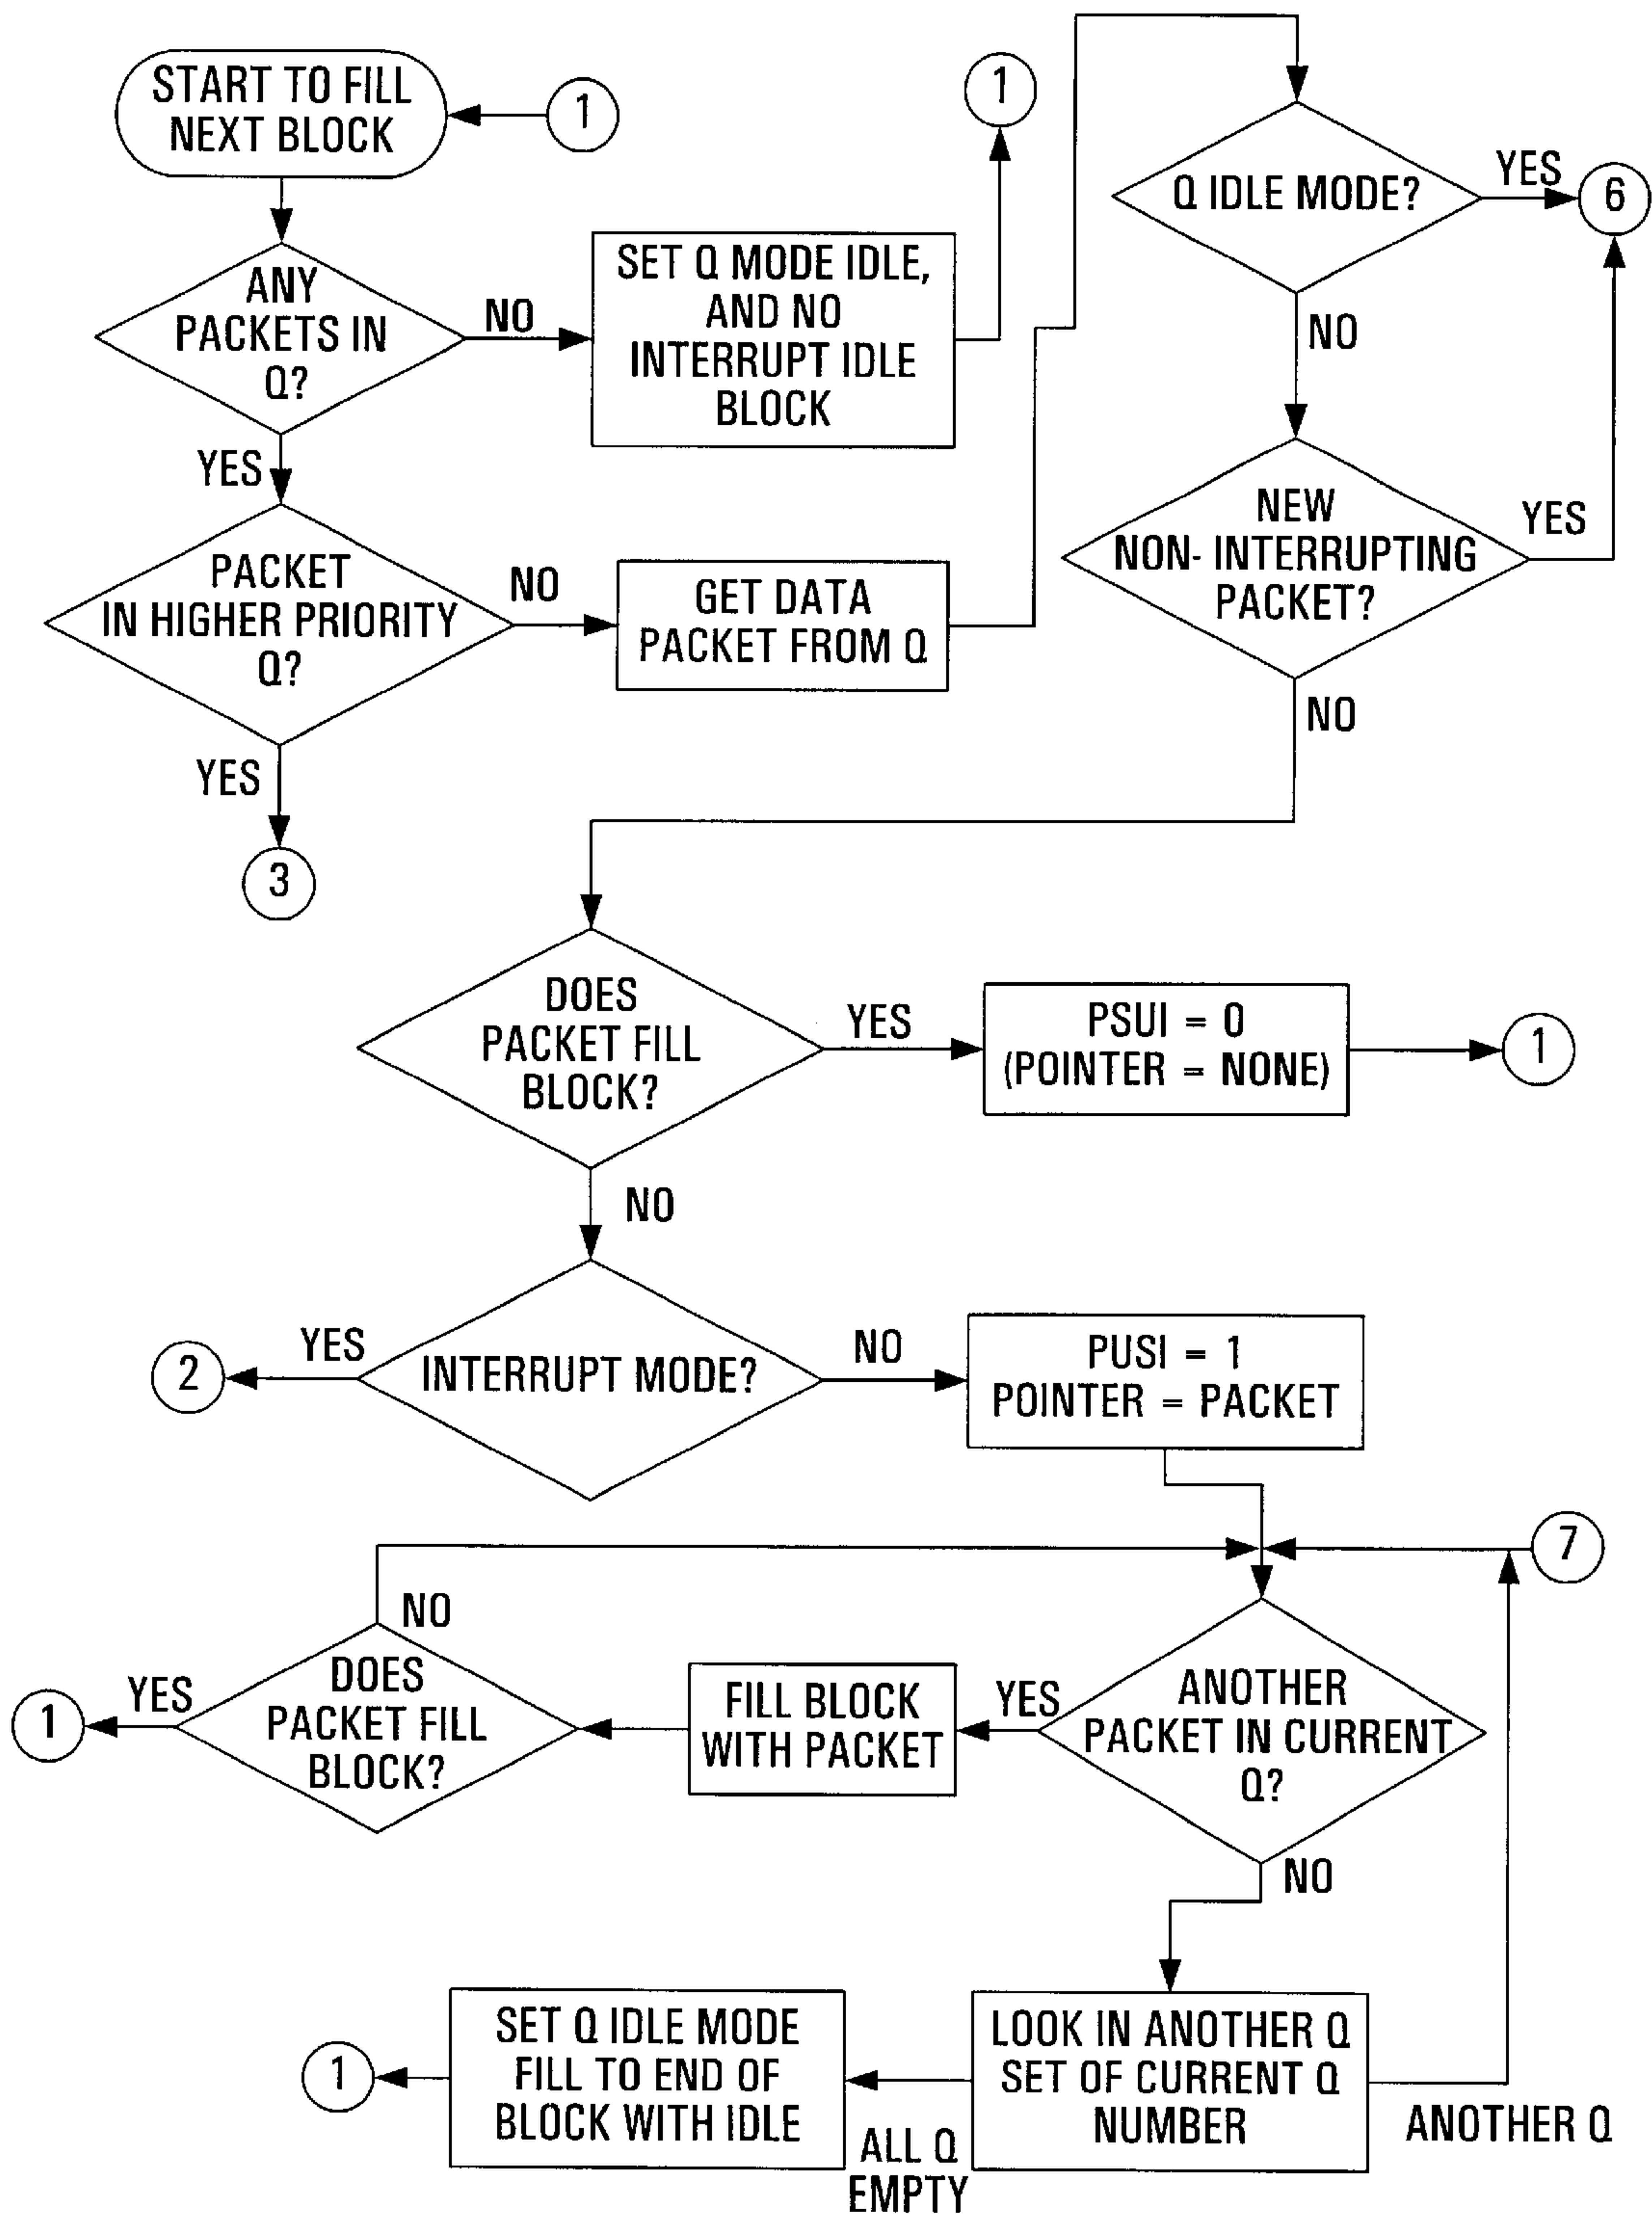 START TO FILL
NEXT BLOCK
1
ANY
PACKETS IN
Q?
NO
SET Q MODE IDLE,
AND NO
INTERRUPT IDLE
BLOCK
1
YES
PACKET
IN HIGHER PRIORITY
Q?
NO
GET DATA
PACKET FROM Q
YES
3
Q IDLE MODE?
YES
6
NO
NEW
NON- INTERRUPTING
PACKET?
YES
NO
DOES
PACKET FILL
BLOCK?
YES
PSUI = 0
(POINTER = NONE)
1
NO
INTERRUPT MODE?
YES
2
NO
PUSI = 1
POINTER = PACKET
7
ANOTHER
PACKET IN CURRENT
Q?
YES
FILL BLOCK
WITH PACKET
DOES
PACKET FILL
BLOCK?
NO
YES
1
NO
LOOK IN ANOTHER Q
SET OF CURRENT Q
NUMBER
ANOTHER Q
ALL Q
EMPTY
SET Q IDLE MODE
FILL TO END OF
BLOCK WITH IDLE
1